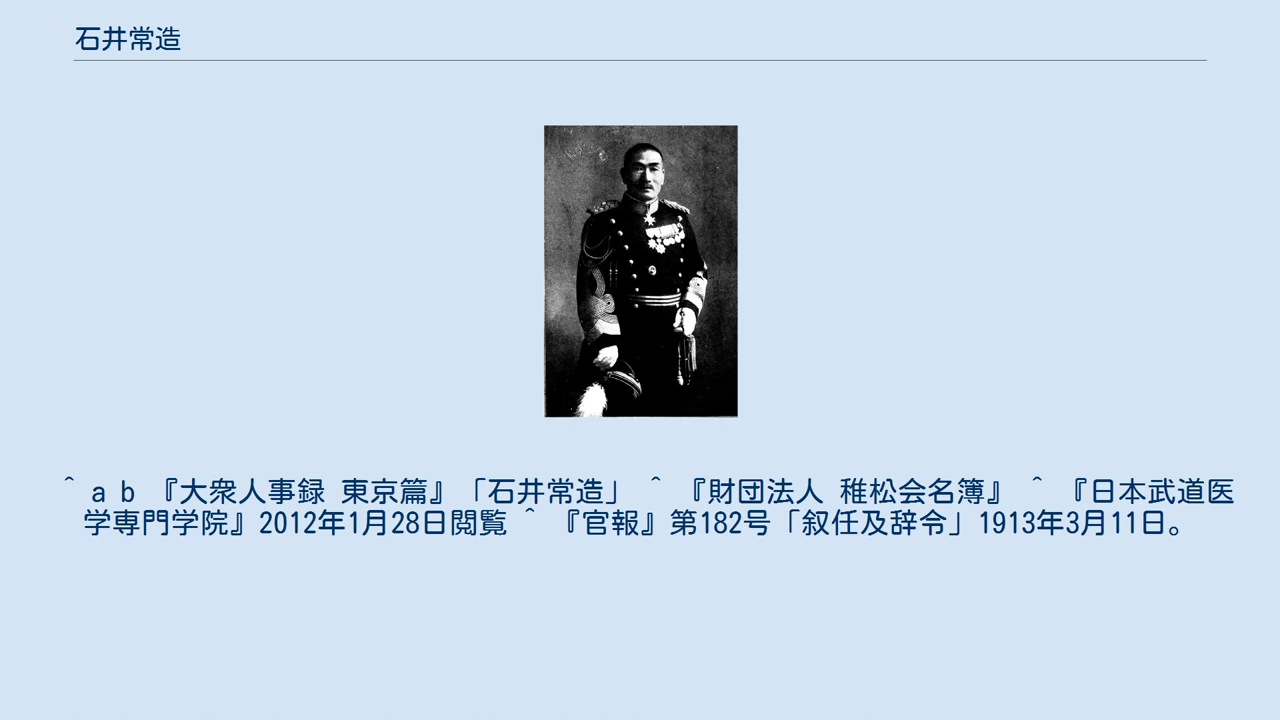 石井常造
^ a b 『大衆人事録 東京篇』「石井常造」 ^ 『財団法人 稚松会名簿』 ^ 『日本武道医
学専門学院』2012年1月28日閲覧 ^ 『官報』第182号「叙任及辞令」1913年3月11日。